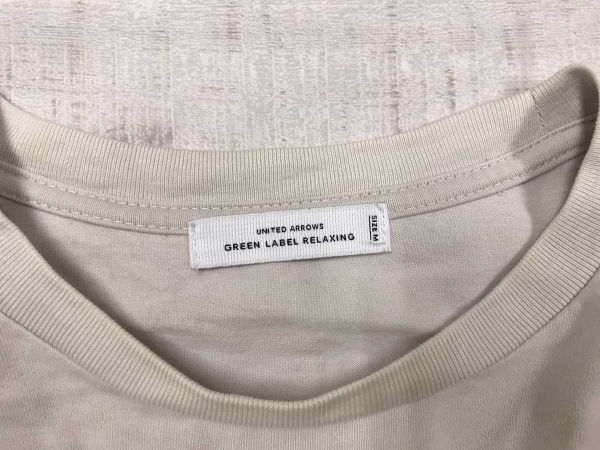 UNITED ARROWS
GREEN LABEL RELAXING
SIZE M